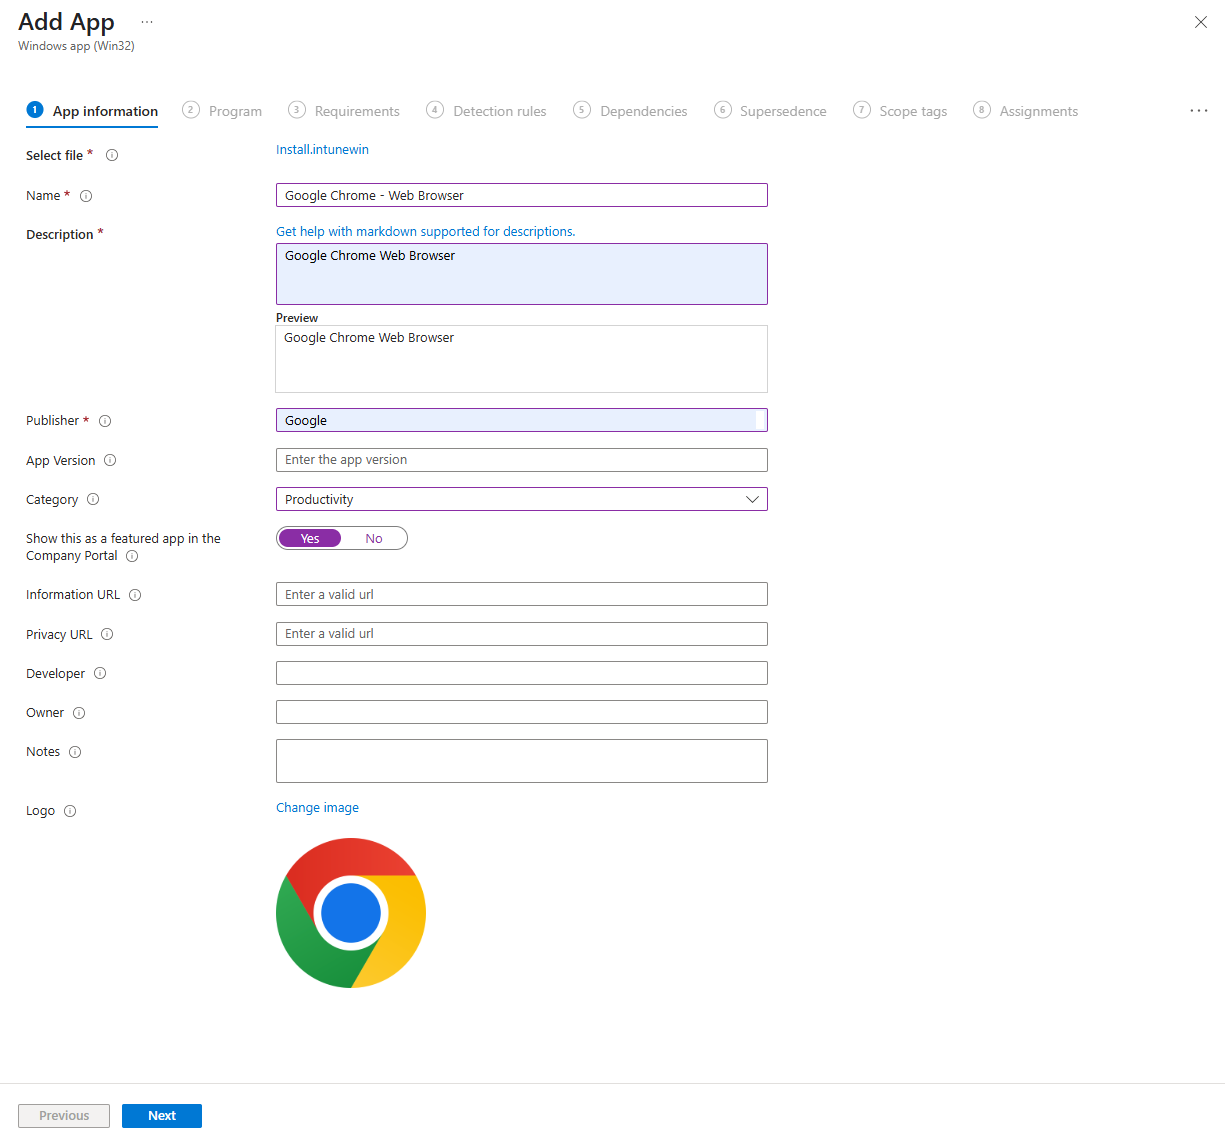 Add App ...
Windows app (Win32)
1 App information 2 Program 3 Requirements 4 Detection rules 5 Dependencies 6 Supersedence 7 Scope tags 8 Assignments ...
Select file * Install.intunewin
Name * Google Chrome - Web Browser
Description * Get help with markdown supported for descriptions.
Google Chrome Web Browser
Preview
Google Chrome Web Browser
Publisher * Google
App Version Enter the app version
Category Productivity
Show this as a featured app in the Yes No
Company Portal
Information URL Enter a valid url
Privacy URL Enter a valid url
Developer
Owner
Notes
Logo Change image
Previous Next